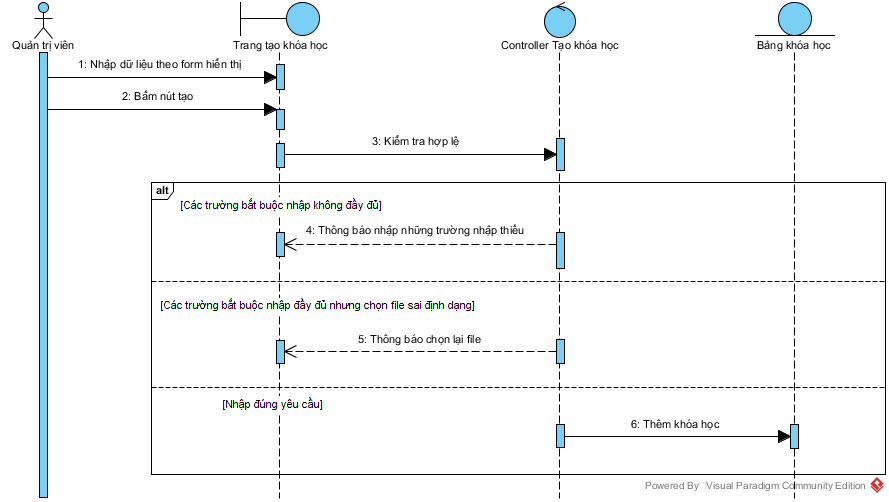 Quản trị viên
Trang tạo khóa học
Controller Tạo khóa học
Bảng khóa học
1: Nhập dữ liệu theo form hiển thị
2: Bấm nút tạo
3: Kiểm tra hợp lệ
alt
[Các trường bắt buộc nhập không đầy đủ]
4: Thông báo nhập những trường nhập thiếu
[Các trường bắt buộc nhập đầy đủ nhưng chọn file sai định dạng]
5: Thông báo chọn lại file
[Nhập đúng yêu cầu]
6: Thêm khóa học
Powered By Visual Paradigm Community Edition